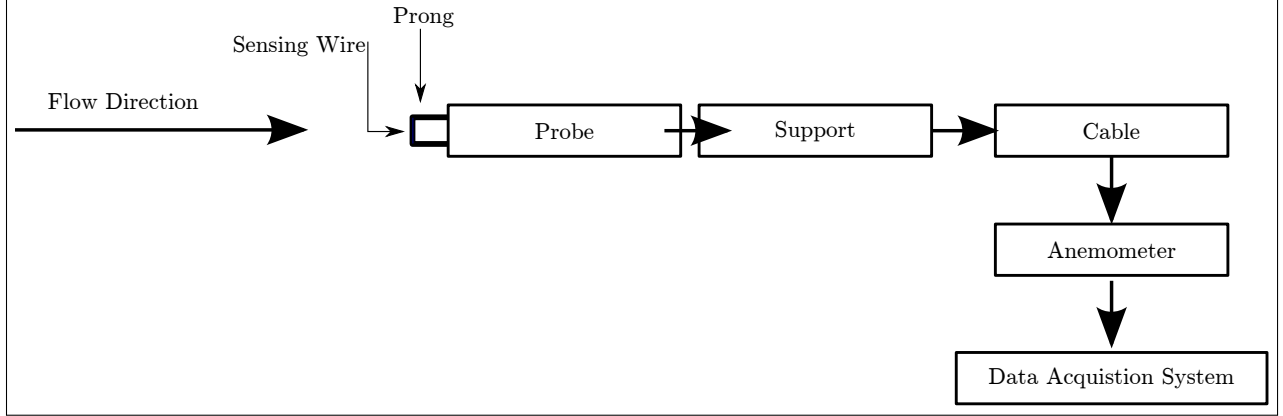 Prong
Sensing Wire
Flow Direction
Probe
Support
Cable
Anemometer
Data Acquistion System